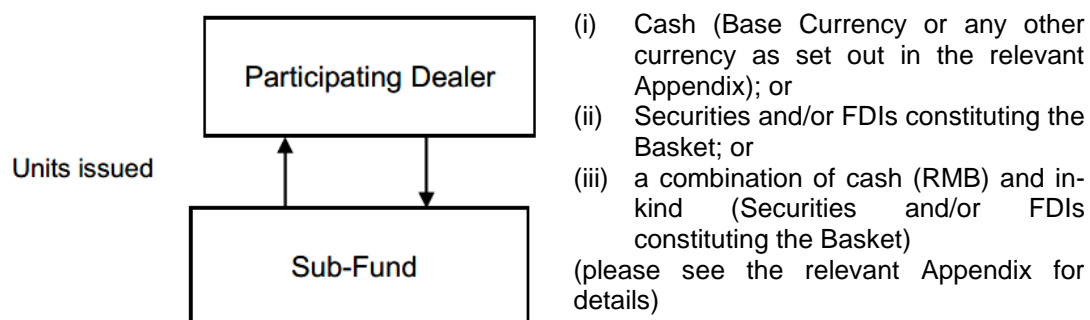 Participating Dealer
Units issued
Sub-Fund
(i) Cash (Base Currency or any other
currency as set out in the relevant
Appendix); or
(ii) Securities and/or FDIs constituting the
Basket; or
(iii) a combination of cash (RMB) and in-
kind (Securities and/or FDIs
constituting the Basket)
(please see the relevant Appendix for
details)